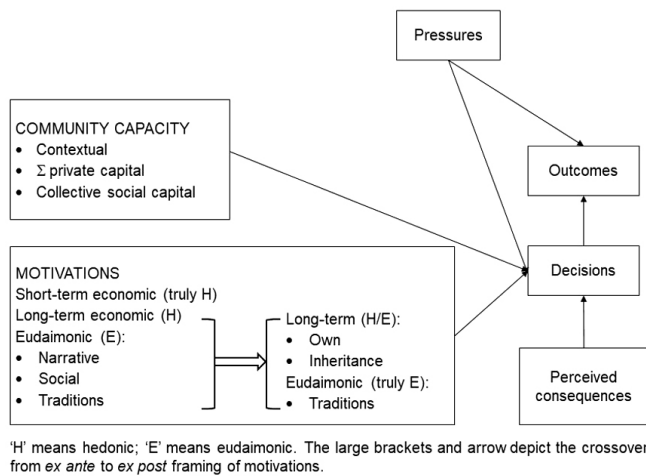 Pressures
COMMUNITY CAPACITY
• Contextual
• Σ private capital
• Collective social capital
Outcomes
MOTIVATIONS
Short-term economic (truly H)
Long-term economic (H)
Eudaimonic (E):
• Narrative
• Social
• Traditions
Long-term (H/E):
• Own
• Inheritance
Eudaimonic (truly E):
• Traditions
Decisions
Perceived
consequences
'H' means hedonic; 'E' means eudaimonic. The large brackets and arrow depict the crossover
from ex ante to ex post framing of motivations.